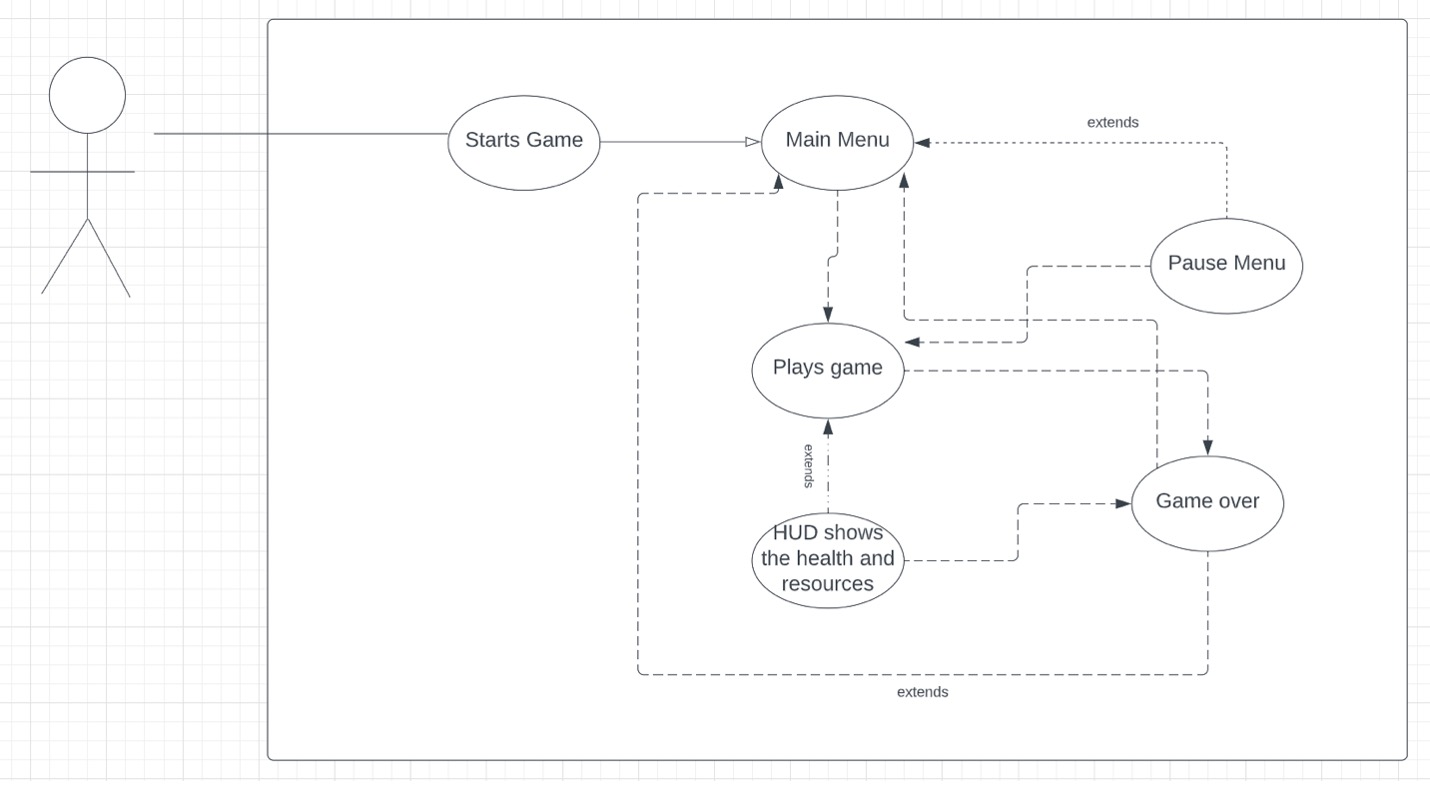 Starts Game
Main Menu
extends
Pause Menu
Plays game
extends
Game over
HUD shows
the health and
resources
extends